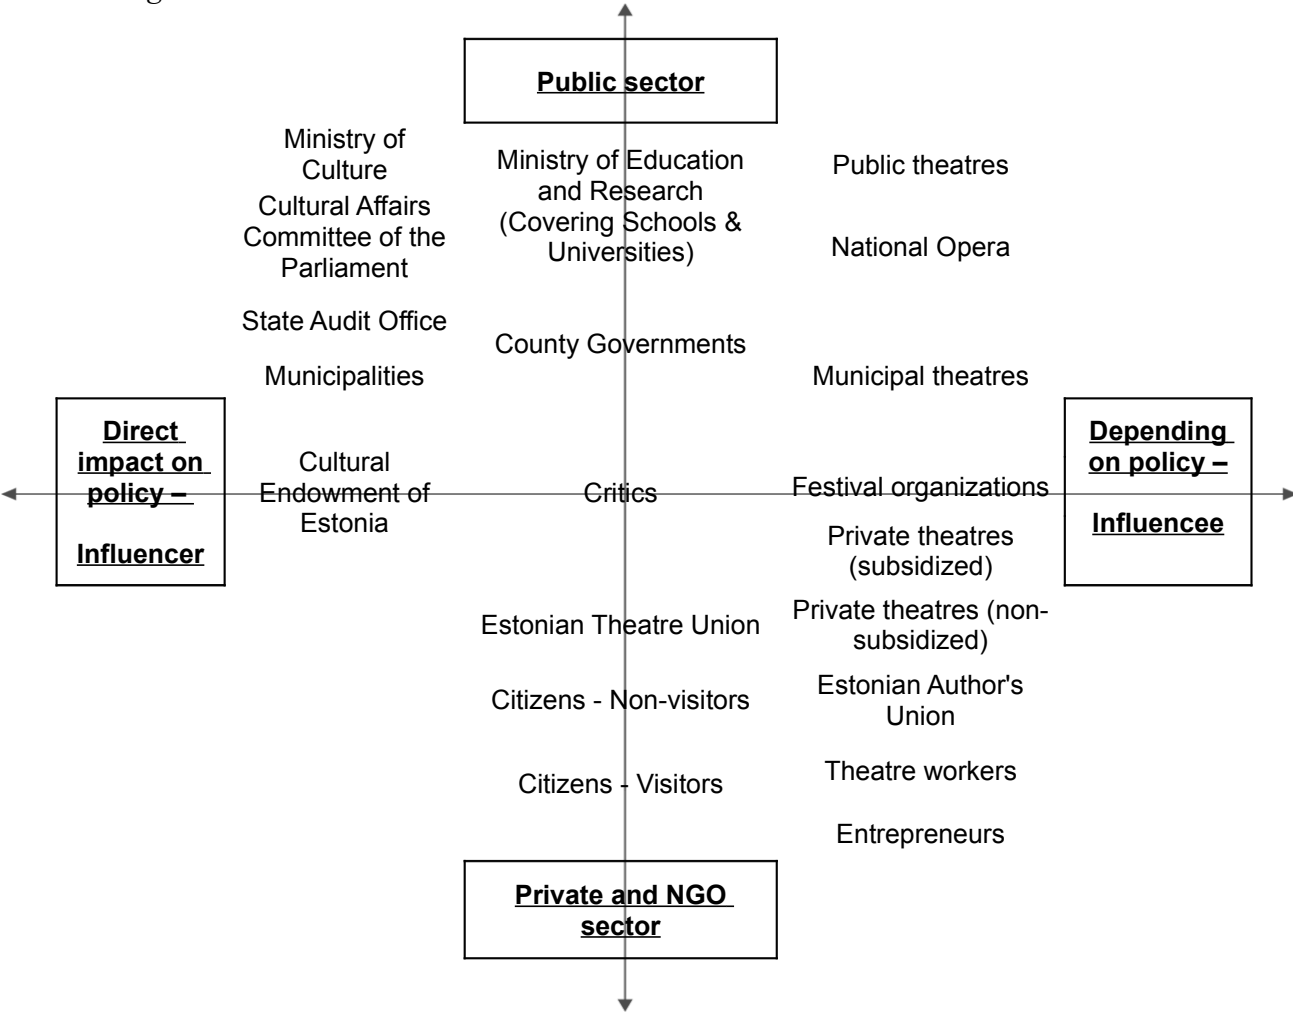 Public sector
Ministry of
Culture
Cultural Affairs
Committee of the
Parliament
State Audit Office
Municipalities
Ministry of Education
and Research
(Covering Schools &
Universities)
County Governments
Public theatres
National Opera
Municipal theatres
Direct
impact on
policy –
Influencer
Cultural
Endowment of
Estonia
Critics
Festival organizations
Depending
on policy –
Influencee
Private theatres
(subsidized)
Private theatres (non-
subsidized)
Estonian Theatre Union
Citizens - Non-visitors
Citizens - Visitors
Estonian Author's
Union
Theatre workers
Entrepreneurs
Private and NGO
sector